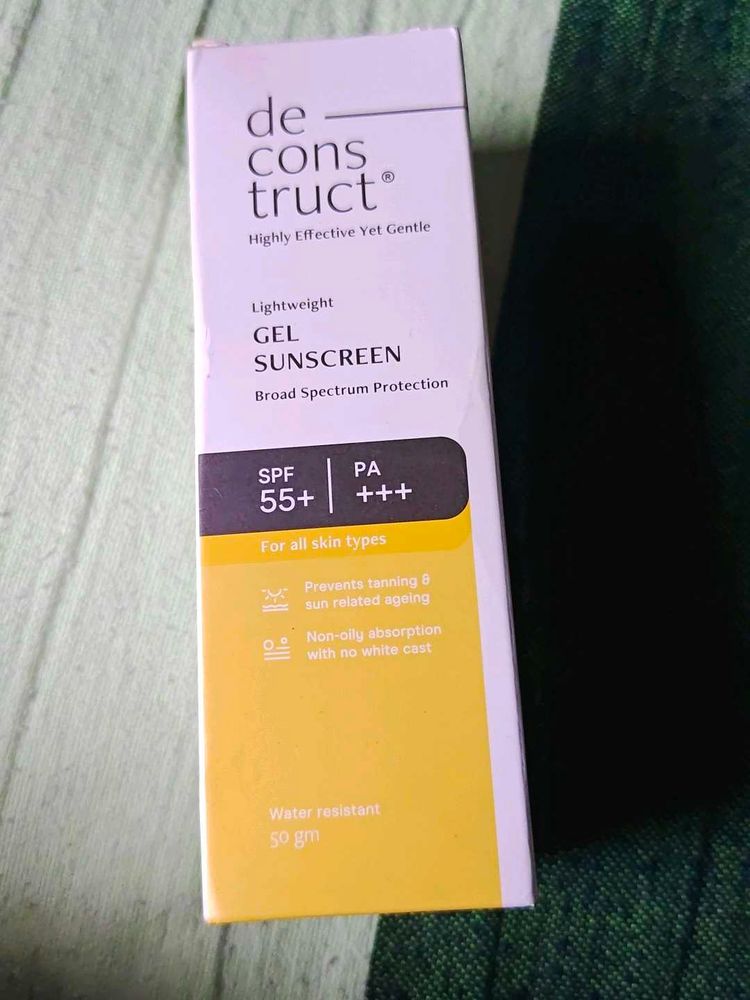 de
cons
truct®
Highly Effective Yet Gentle
Lightweight
GEL
SUNSCREEN
Broad Spectrum Protection
SPF
55+
PA
+++
For all skin types
Prevents tanning &
sun related ageing
Non-oily absorption
with no white cast
Water resistant
50 gm